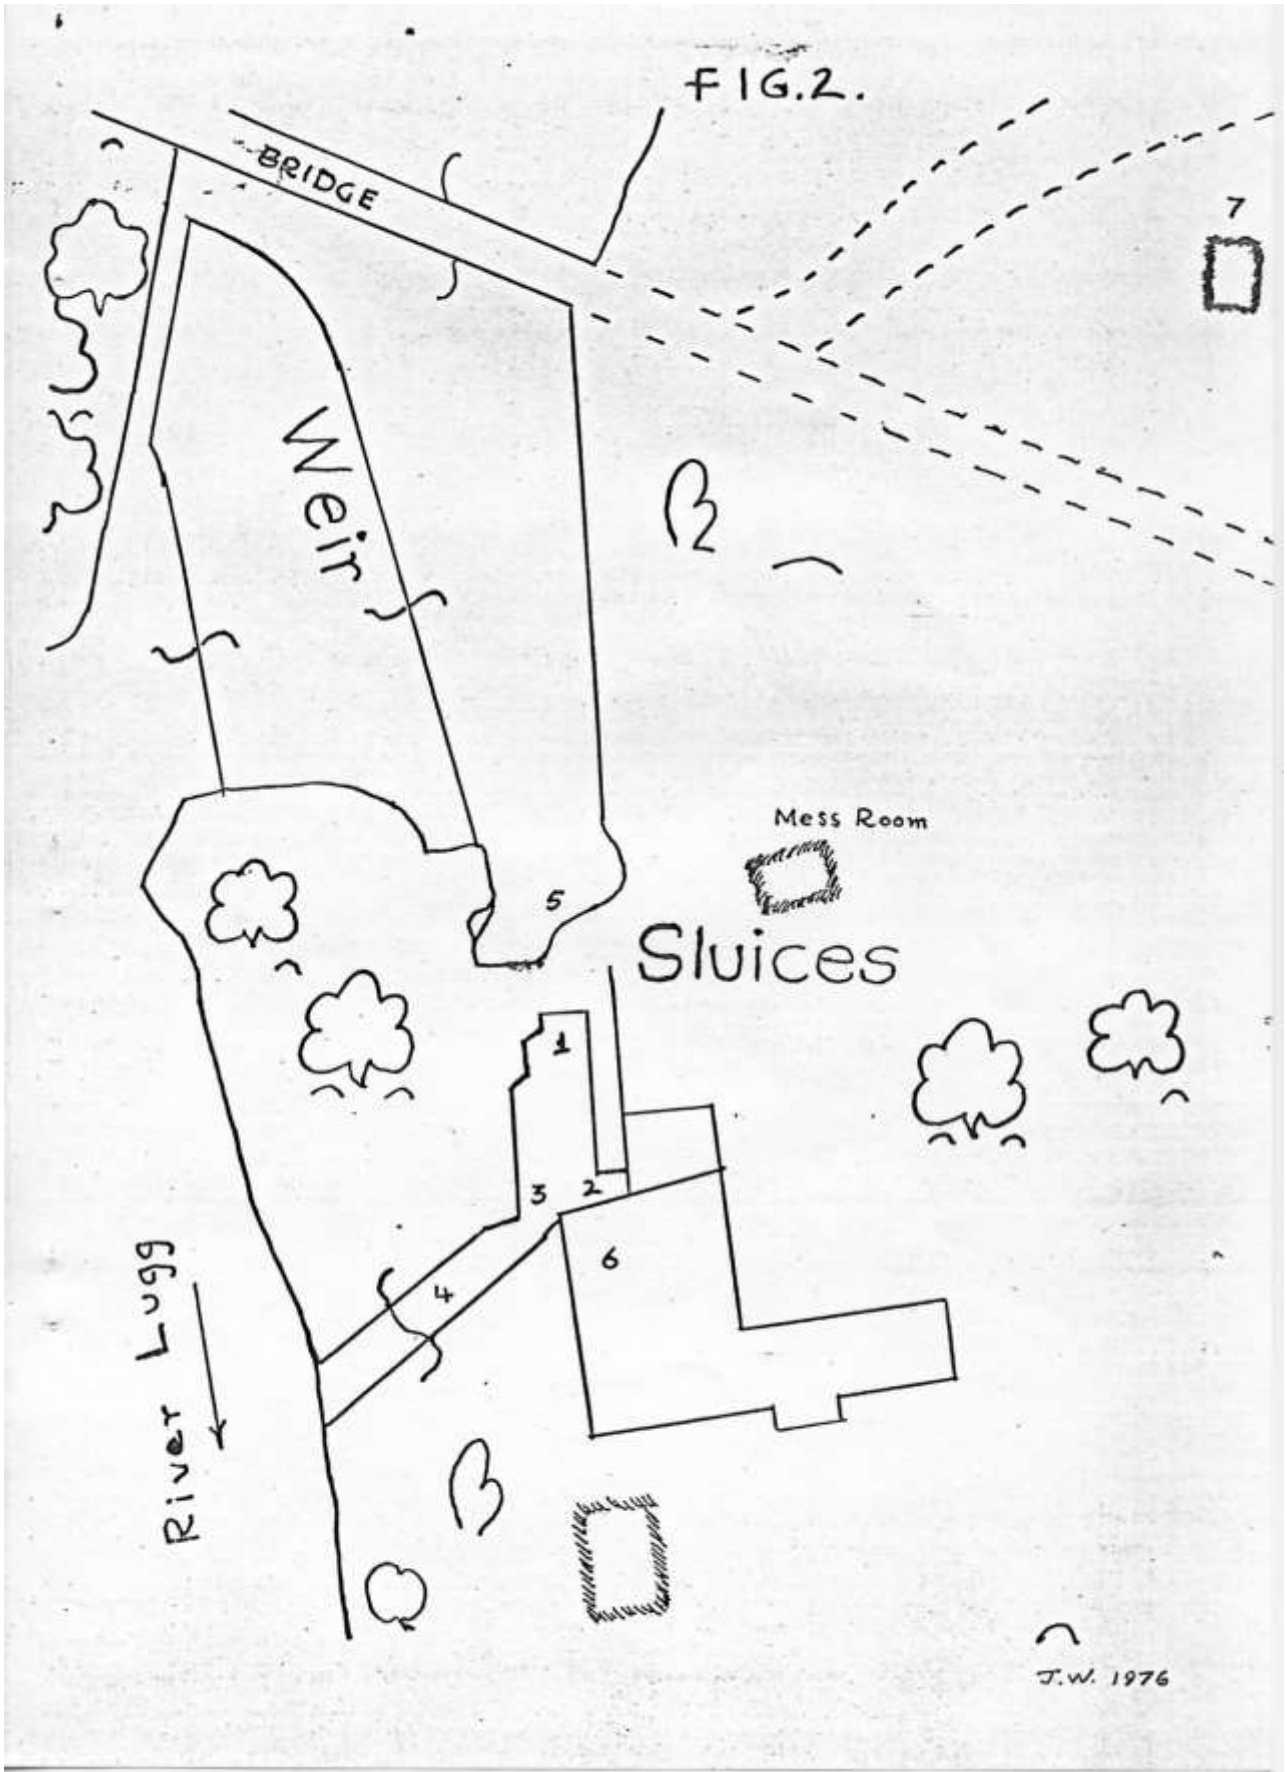 FIG.2.
BRIDGE
7
Weir
Mess Room
5
Sluices
1
3
2
6
4
River Lugg
J.W. 1976